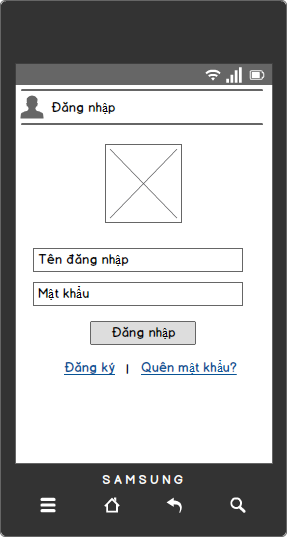 Đăng nhập
Tên đăng nhập
Mật khẩu
Đăng nhập
Đăng ký | Quên mật khẩu?
SAMSUNG